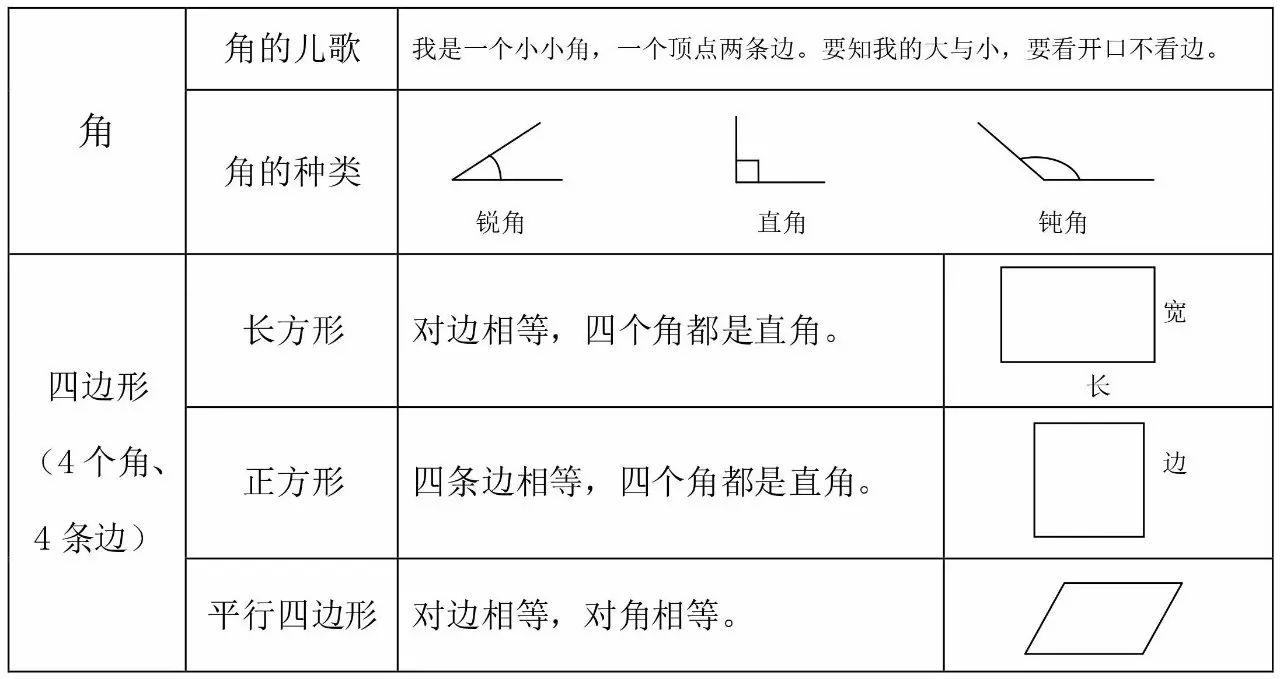 角
角的儿歌
我是一个小小角，一个顶点两条边。要知我的大与小，要看开口不看边。
角的种类
锐角
直角
钝角
四边形
（4 个角、
4 条边）
长方形
对边相等，四个角都是直角。
宽
长
正方形
四条边相等，四个角都是直角。
边
平行四边形
对边相等，对角相等。